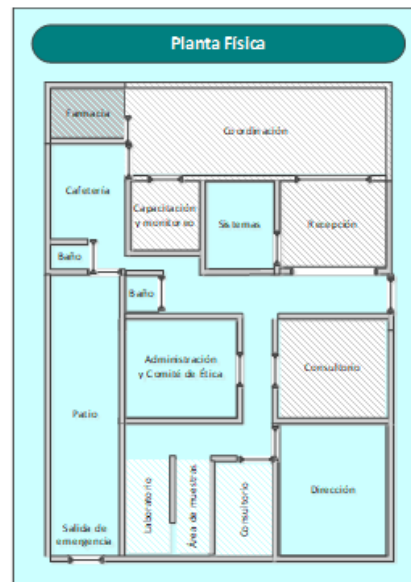 Planta Física
Farmacia
Coordinación
Cafetería
Capacitación
y monitoreo
Sistemas
Recepción
Baño
Baño
Administración
y Comité de Ética
Consultorio
Patio
Laboratorio
Área de muestras
Consultorio
Dirección
Salida de
emergencia